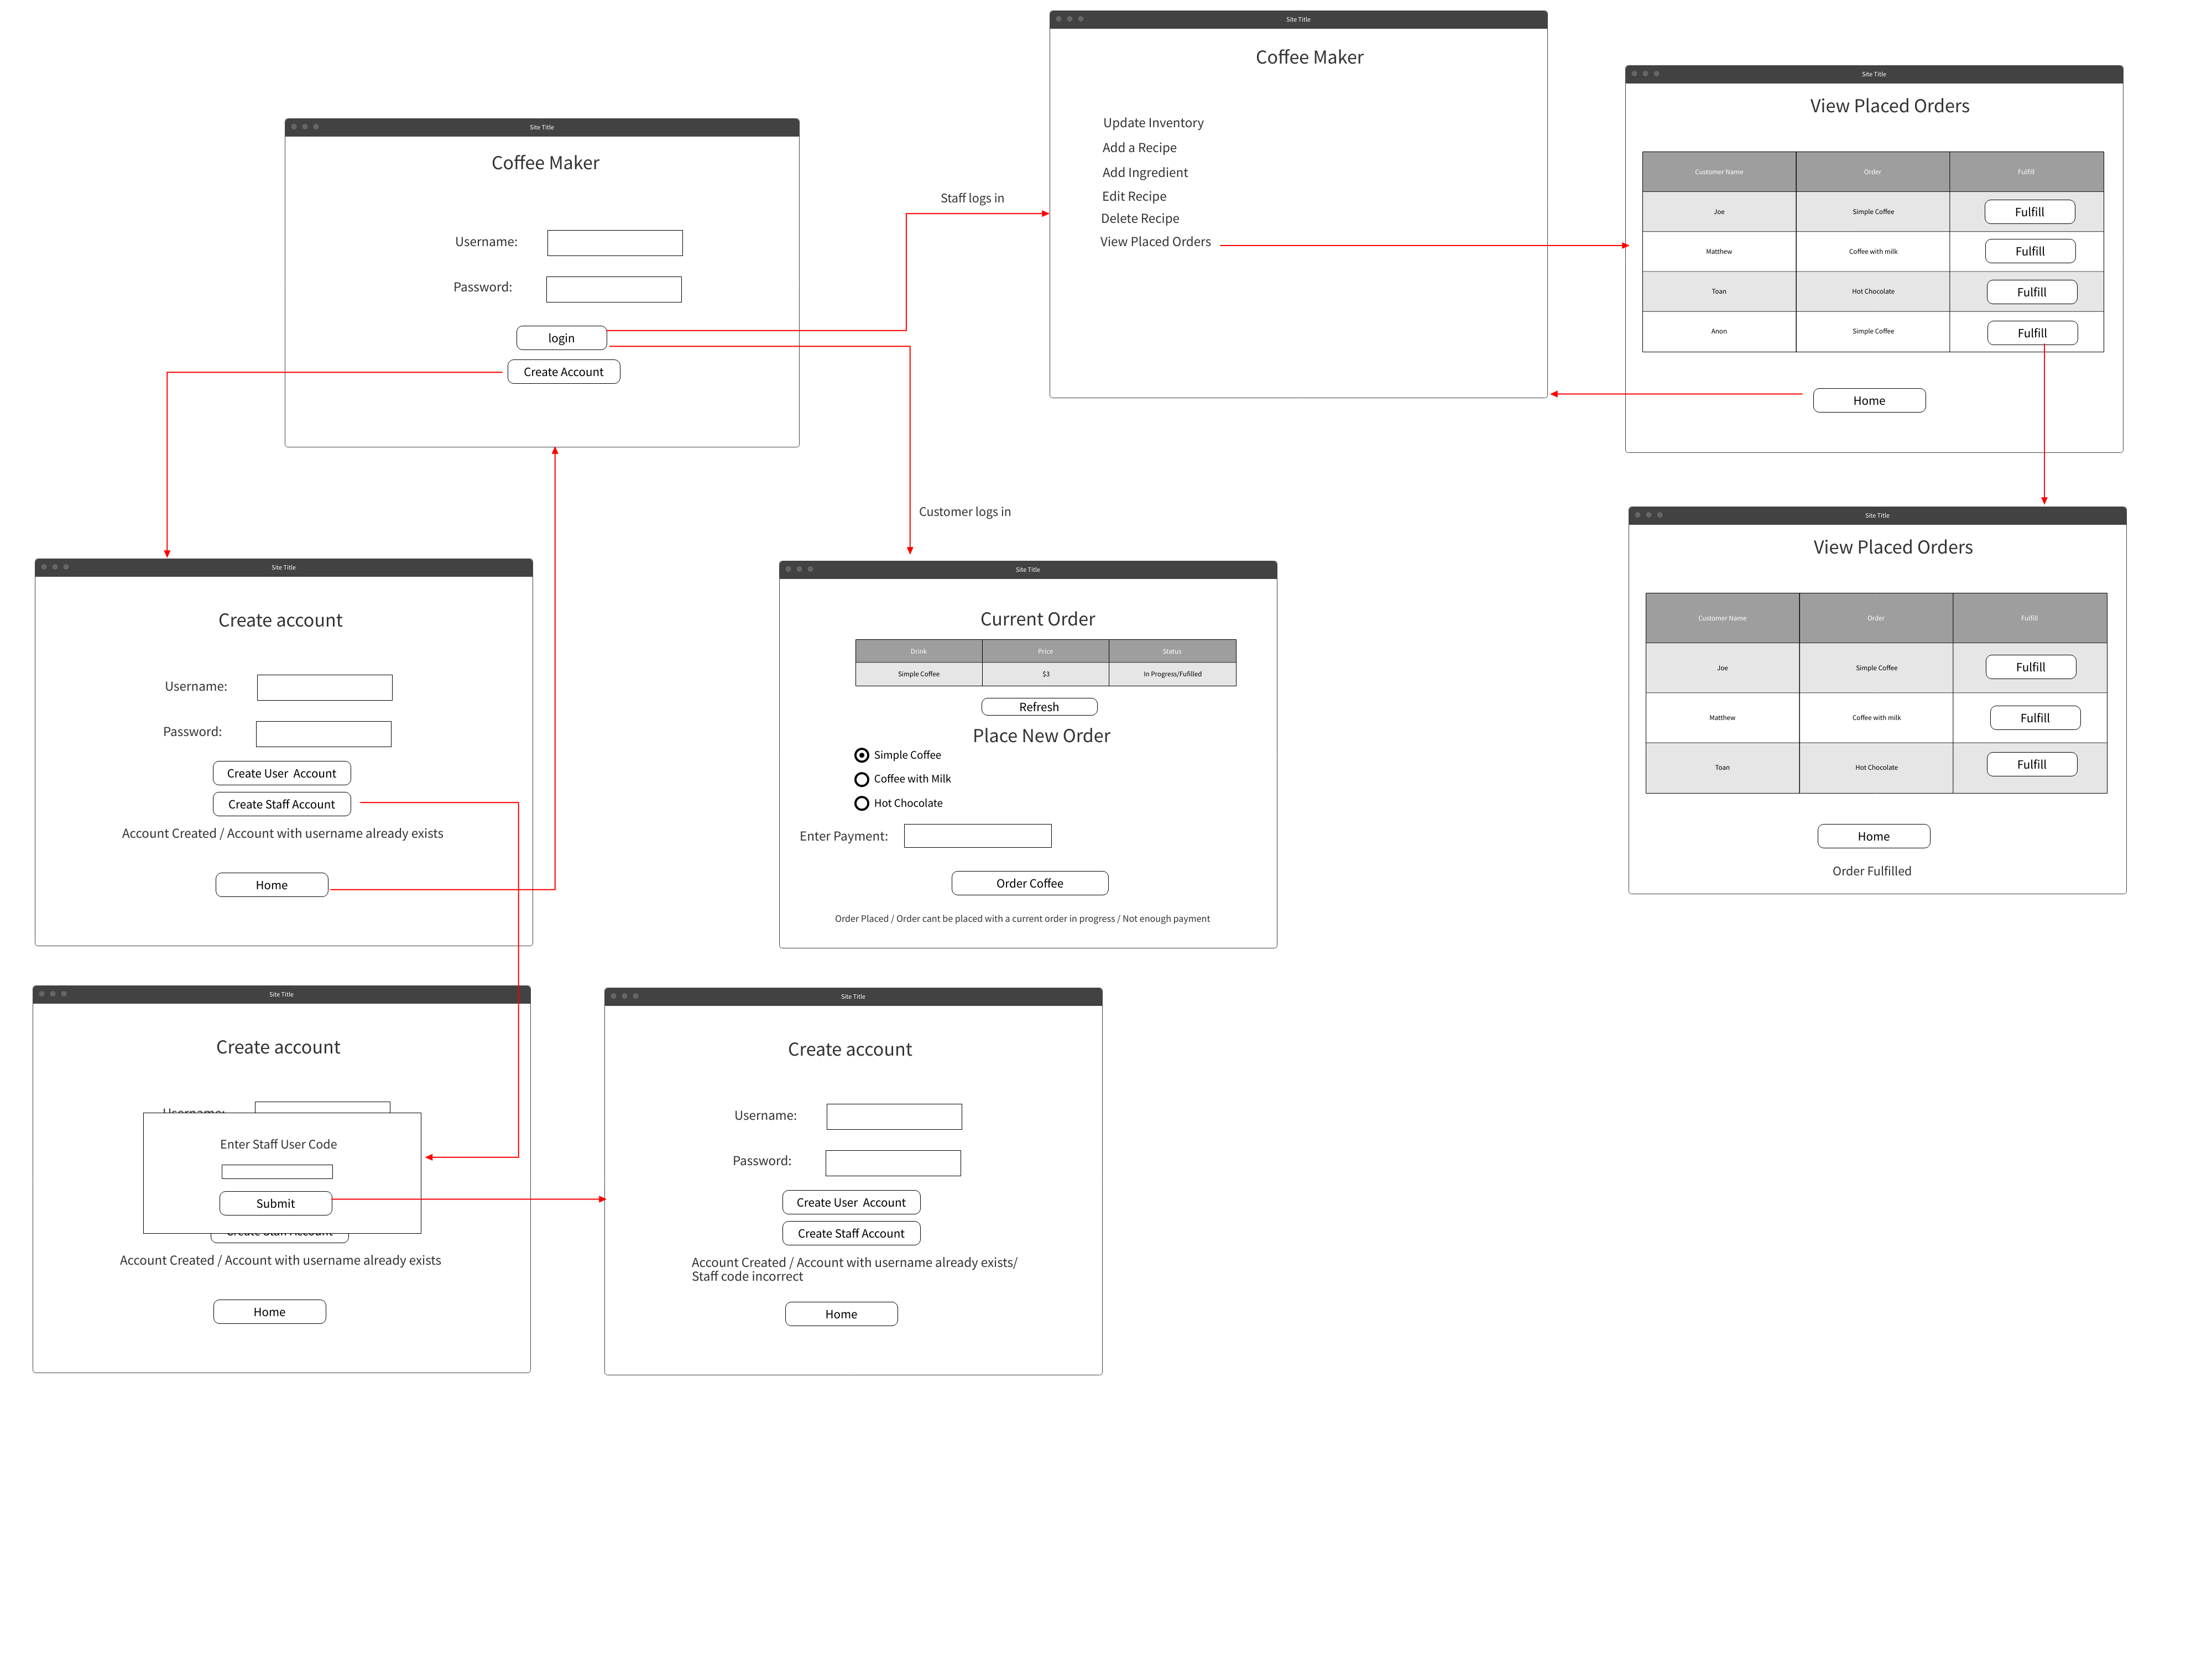 Site Title
Coffee Maker
Update Inventory
Add a Recipe
Add Ingredient
Edit Recipe
Delete Recipe
View Placed Orders
Site Title
View Placed Orders
Customer Name Order Fulfill
Joe Simple Coffee Fulfill
Matthew Coffee with milk Fulfill
Toan Hot Chocolate Fulfill
Anon Simple Coffee Fulfill
Home
Site Title
Coffee Maker
Username:
Password:
login
Create Account
Staff logs in
Customer logs in
Site Title
View Placed Orders
Customer Name Order Fulfill
Joe Simple Coffee Fulfill
Matthew Coffee with milk Fulfill
Toan Hot Chocolate Fulfill
Home
Order Fulfilled
Site Title
Create account
Username:
Password:
Create User Account
Create Staff Account
Account Created / Account with username already exists
Home
Site Title
Current Order
Drink Price Status
Simple Coffee $3 In Progress/Fufilled
Refresh
Place New Order
Simple Coffee
Coffee with Milk
Hot Chocolate
Enter Payment:
Order Coffee
Order Placed / Order cant be placed with a current order in progress / Not enough payment
Site Title
Create account
Username:
Enter Staff User Code
Submit
Create Staff Account
Account Created / Account with username already exists
Home
Site Title
Create account
Username:
Password:
Create User Account
Create Staff Account
Account Created / Account with username already exists/
Staff code incorrect
Home